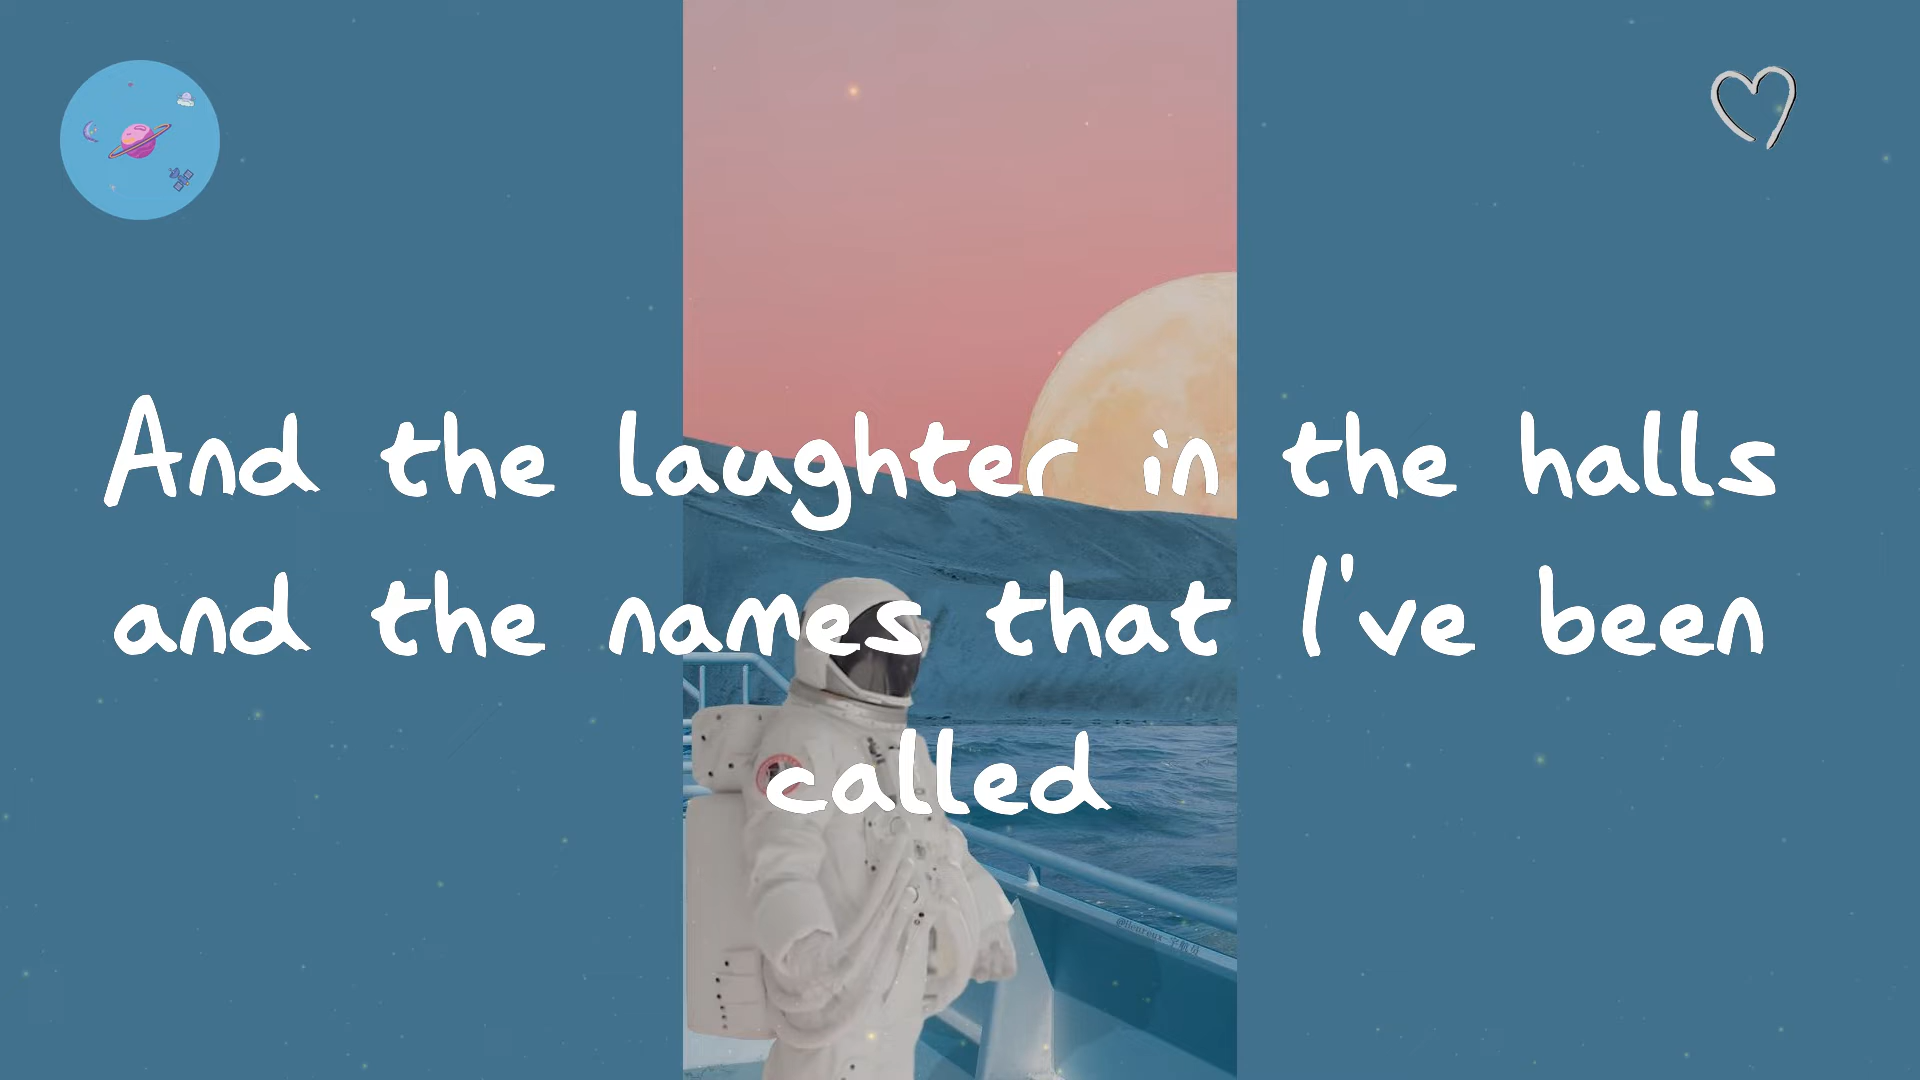 And the laughter in the halls
and the names that I've been
called